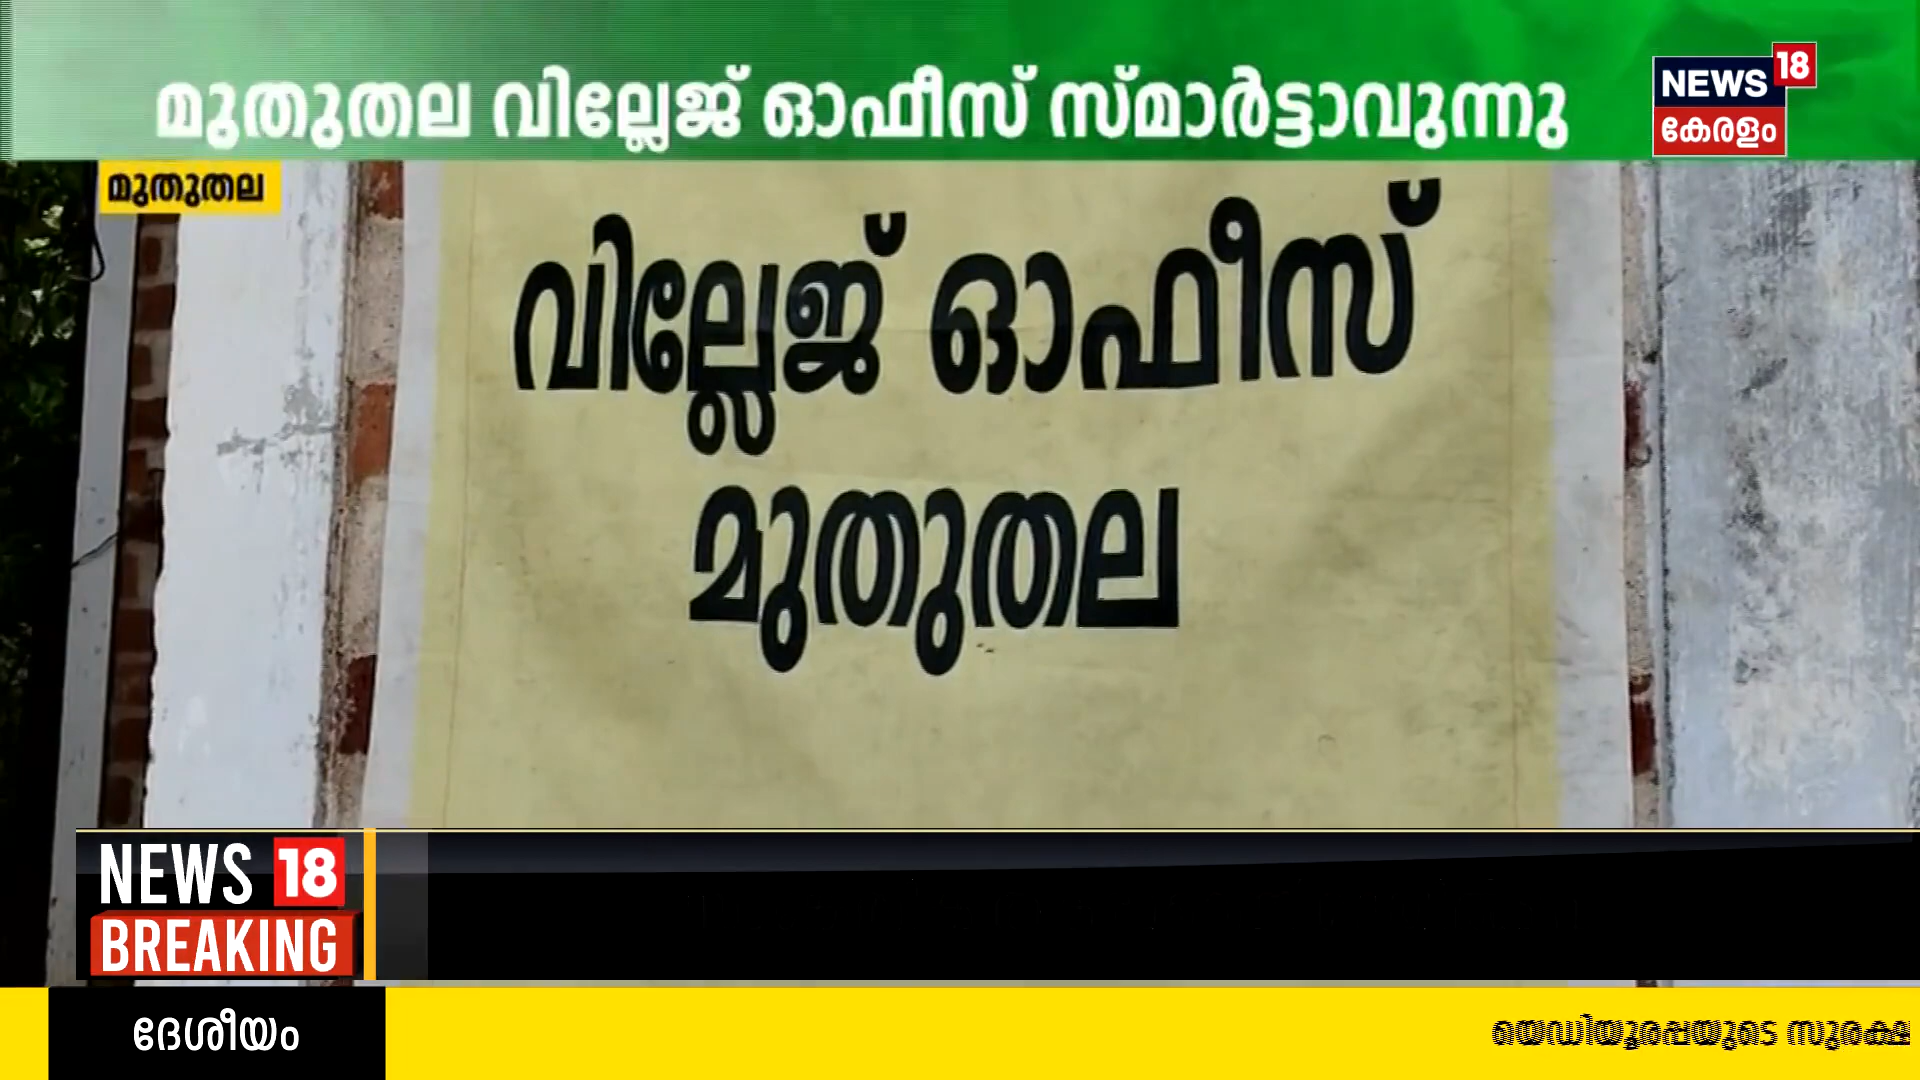 മുതുതല വില്ലേജ് ഓഫീസ് സ്മാർട്ടാവുന്നു
NEWS 18
കേരളം
മുതുതല
വില്ലേജ് ഓഫീസ്
മുതുതല
NEWS 18
BREAKING
ദേശീയം
യെഡിയൂരപ്പയുടെ സുരക്ഷ